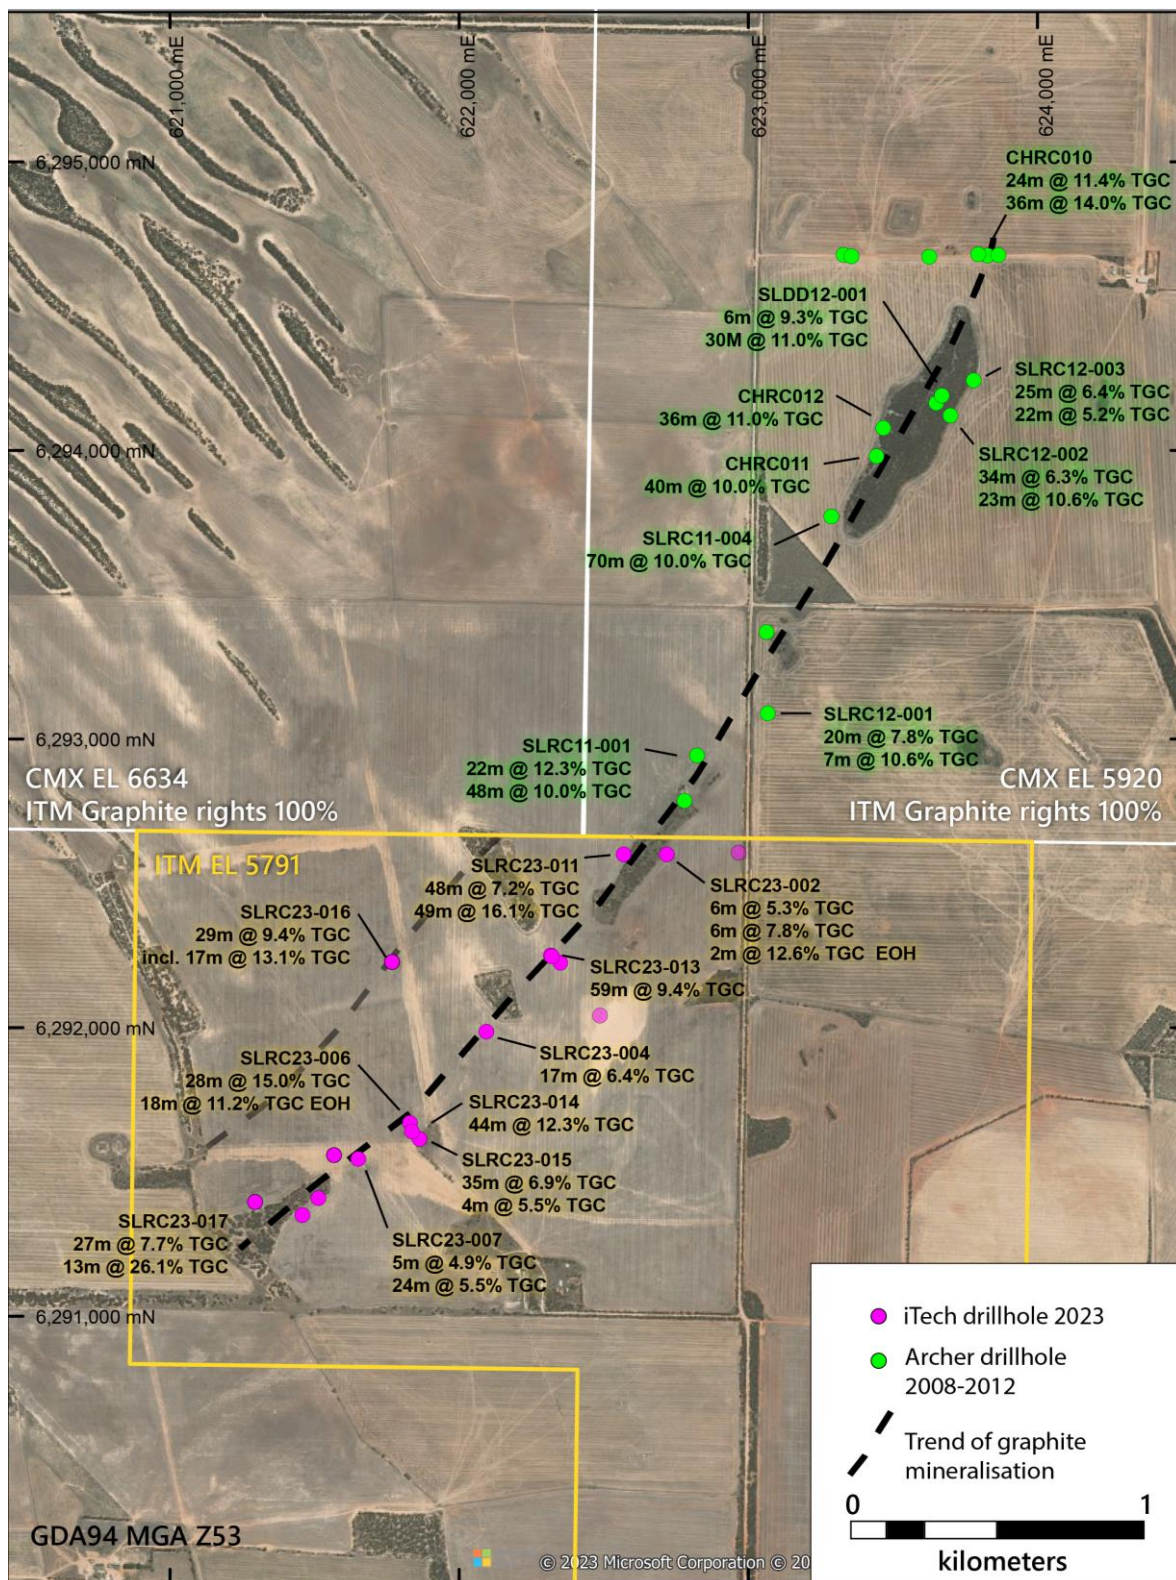 621,000 mE
622,000 mE
623,000 mE
624,000 mE
6,295,000 mN
CHRC010
24m @ 11.4% TGC
36m @ 14.0% TGC
SLDD12-001
6m @ 9.3% TGC
30M @ 11.0% TGC
SLRC12-003
25m @ 6.4% TGC
22m @ 5.2% TGC
CHRC012
36m @ 11.0% TGC
6,294,000 mN
SLRC12-002
34m @ 6.3% TGC
23m @ 10.6% TGC
CHRC011
40m @ 10.0% TGC
SLRC11-004
70m @ 10.0% TGC
SLRC12-001
20m @ 7.8% TGC
7m @ 10.6% TGC
6,293,000 mN
SLRC11-001
22m @ 12.3% TGC
48m @ 10.0% TGC
CMX EL 6634
ITM Graphite rights 100%
CMX EL 5920
ITM Graphite rights 100%
ITM EL 5791
SLRC23-011
48m @ 7.2% TGC
49m @ 16.1% TGC
SLRC23-002
6m @ 5.3% TGC
6m @ 7.8% TGC
2m @ 12.6% TGC EOH
SLRC23-016
29m @ 9.4% TGC
incl. 17m @ 13.1% TGC
SLRC23-013
59m @ 9.4% TGC
6,292,000 mN
SLRC23-006
28m @ 15.0% TGC
18m @ 11.2% TGC EOH
SLRC23-004
17m @ 6.4% TGC
SLRC23-014
44m @ 12.3% TGC
SLRC23-015
35m @ 6.9% TGC
4m @ 5.5% TGC
SLRC23-017
27m @ 7.7% TGC
13m @ 26.1% TGC
SLRC23-007
5m @ 4.9% TGC
24m @ 5.5% TGC
6,291,000 mN
iTech drillhole 2023
Archer drillhole
2008-2012
Trend of graphite
mineralisation
0 1
kilometers
GDA94 MGA Z53
© 2023 Microsoft Corporation © 20